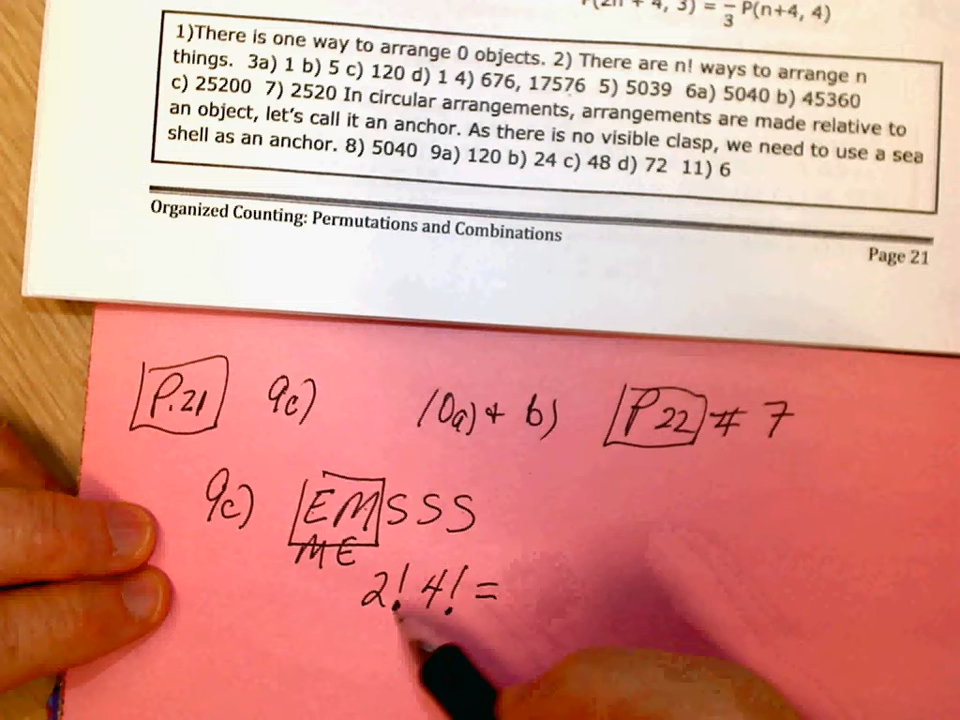 P(2n + 4, 3) = 2/3 P(n+4, 4)
1)There is one way to arrange 0 objects. 2) There are n! ways to arrange n
things. 3a) 1 b) 5 c) 120 d) 1 4) 676, 17576 5) 5039 6a) 5040 b) 45360
c) 25200 7) 2520 In circular arrangements, arrangements are made relative to
an object, let's call it an anchor. As there is no visible clasp, we need to use a sea
shell as an anchor. 8) 5040 9a) 120 b) 24 c) 48 d) 72 11) 6
Organized Counting: Permutations and Combinations
Page 21
P.21 9c) 10a) + b) P 22 # 7
9c) EM SSS
ME
2! 4! =